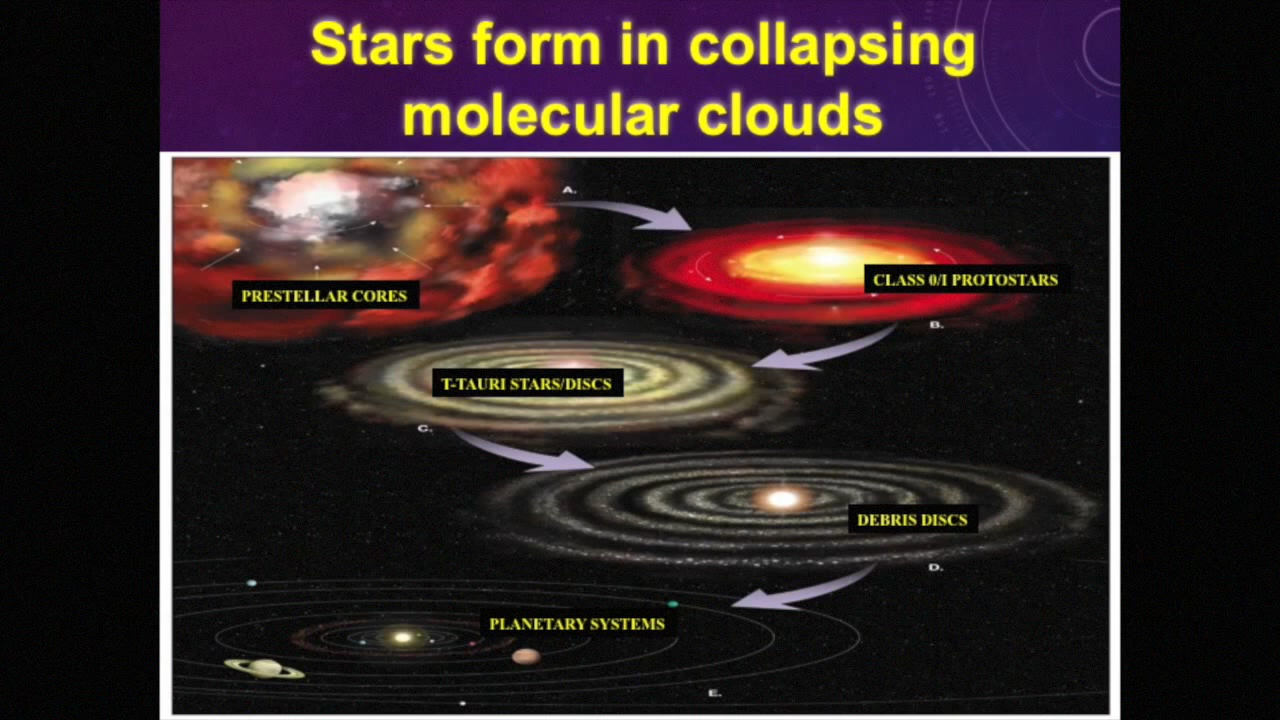 Stars form in collapsing
molecular clouds
A.
PRESTELLAR CORES
CLASS 0/I PROTOSTARS
B.
T-TAURI STARS/DISCS
C.
DEBRIS DISCS
D.
PLANETARY SYSTEMS
E.